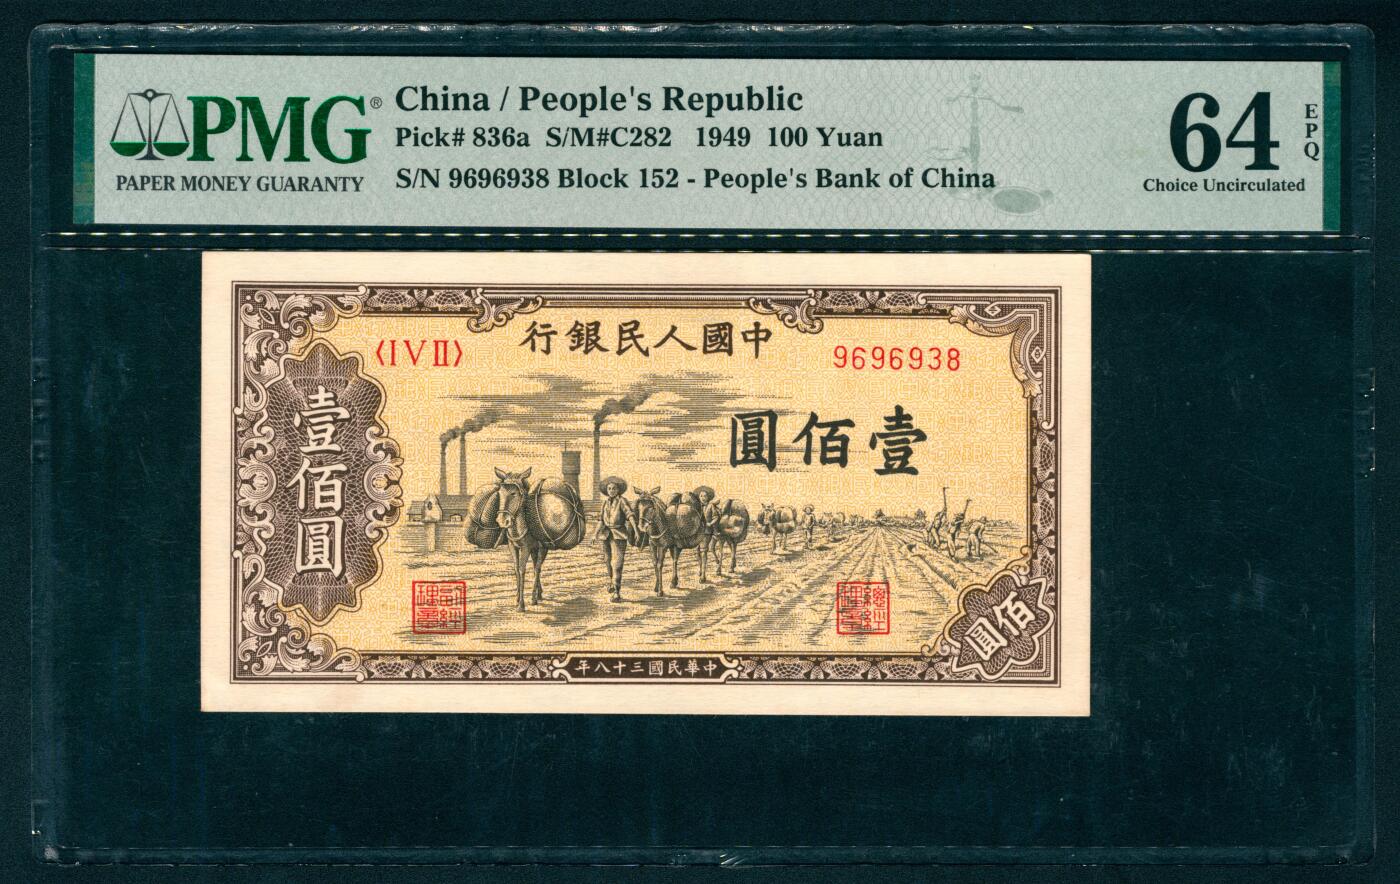 PMG®
PAPER MONEY GUARANTY
China / People's Republic
Pick# 836a S/M#C282 1949 100 Yuan
S/N 9696938 Block 152 - People's Bank of China
64 EPQ
Choice Uncirculated
中國人民銀行
〈I V II〉
9696938
壹佰圓
壹佰圓
佰圓
中華民國三十八年